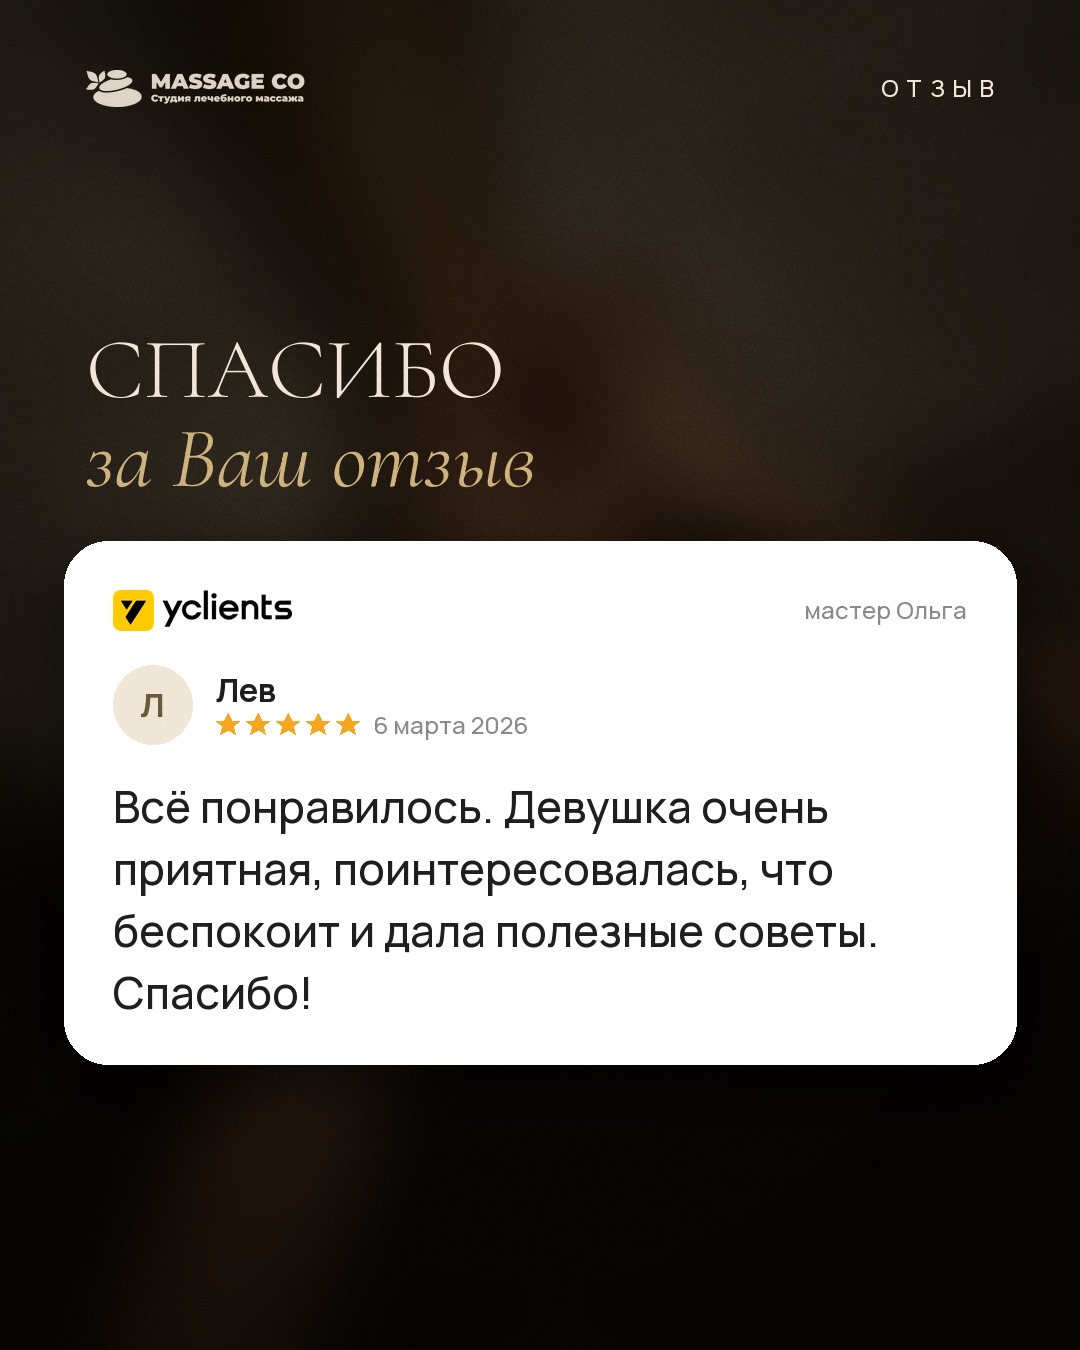 MASSAGE CO
Студия лечебного массажа
ОТЗЫВ
СПАСИБО
за Ваш отзыв
yclients
мастер Ольга
Л
Лев
6 марта 2026
Всё понравилось. Девушка очень
приятная, поинтересовалась, что
беспокоит и дала полезные советы.
Спасибо!